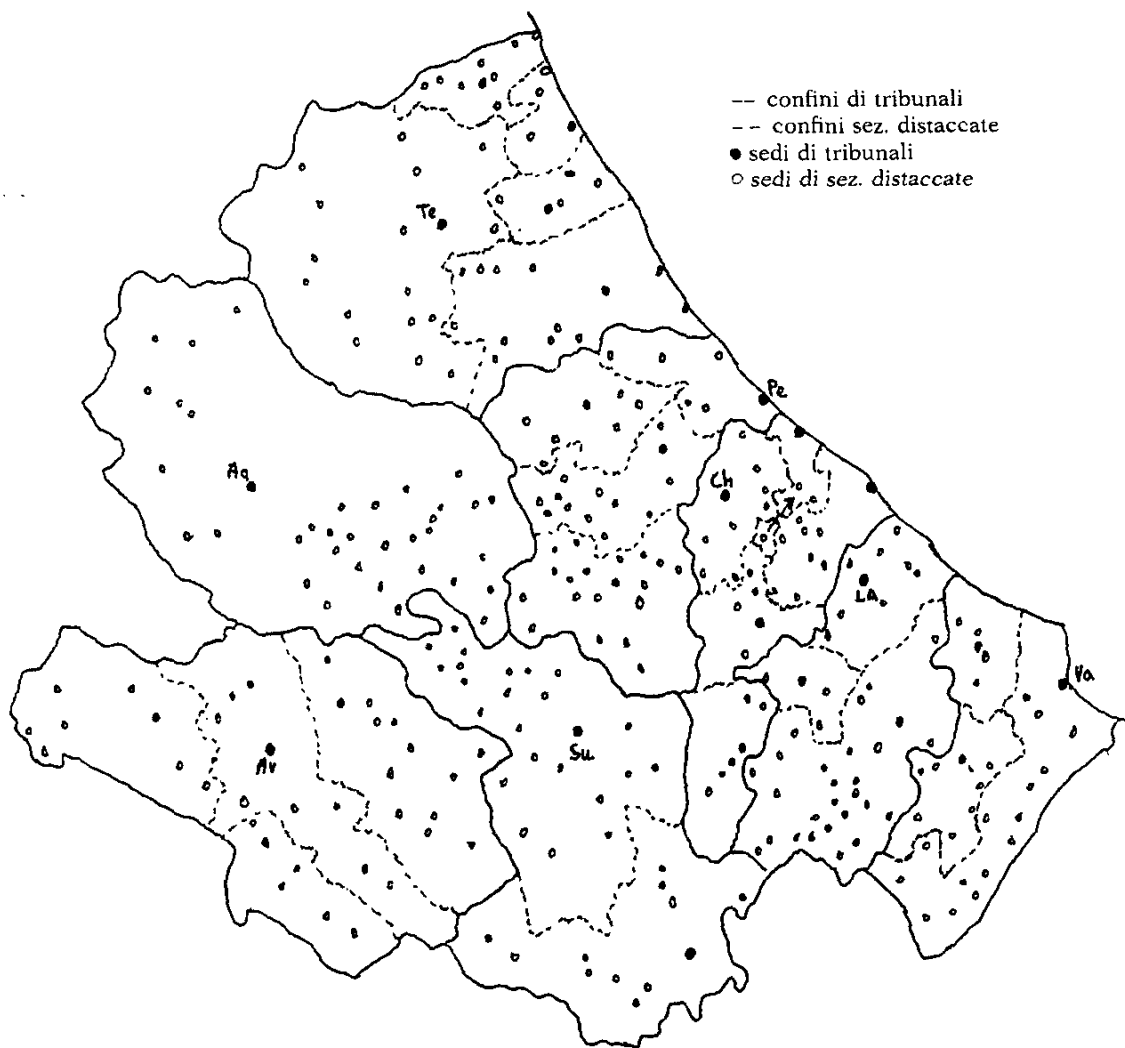 -- confini di tribunali
-- confini sez. distaccate
sedi di tribunali
sedi di sez. distaccate
Te
Pe
Aq
Ch
LA
Va
Su
Av